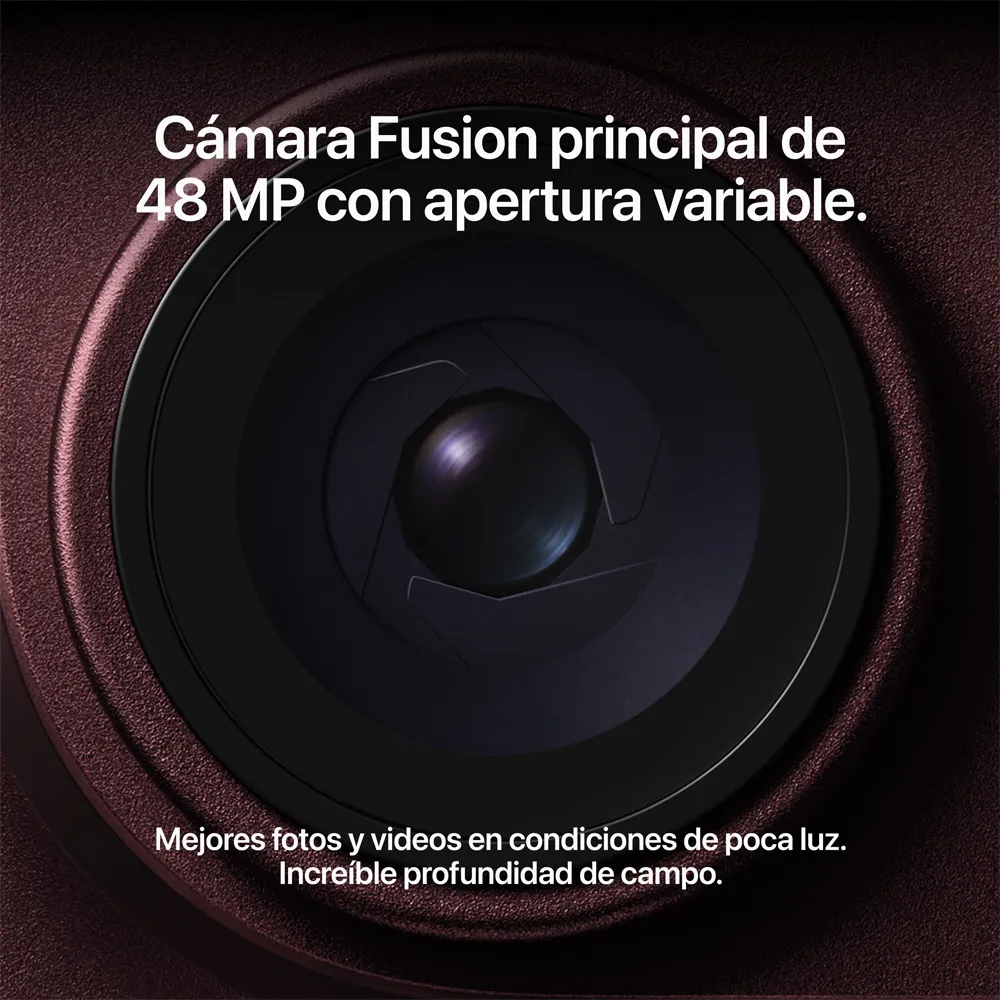 Cámara Fusion principal de
48 MP con apertura variable.
Mejores fotos y videos en condiciones de poca luz.
Increíble profundidad de campo.